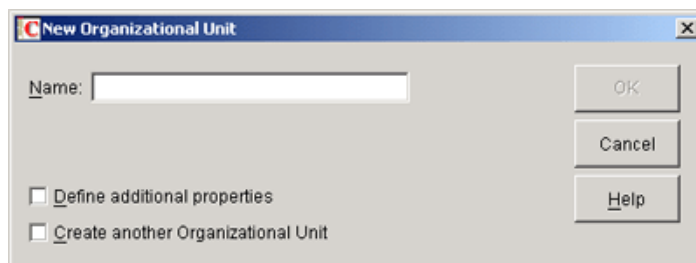 New Organizational Unit
Name:
OK
Cancel
Define additional properties
Help
Create another Organizational Unit